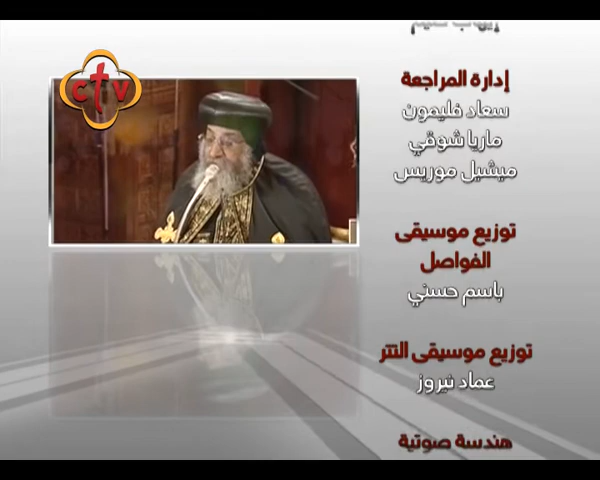 CTV
إدارة المراجعة
سعاد فليمون
ماريا شوقي
ميشيل موريس
توزيع موسيقى
الفواصل
باسم حسني
توزيع موسيقى التتر
عماد نيروز
هندسة صوتية